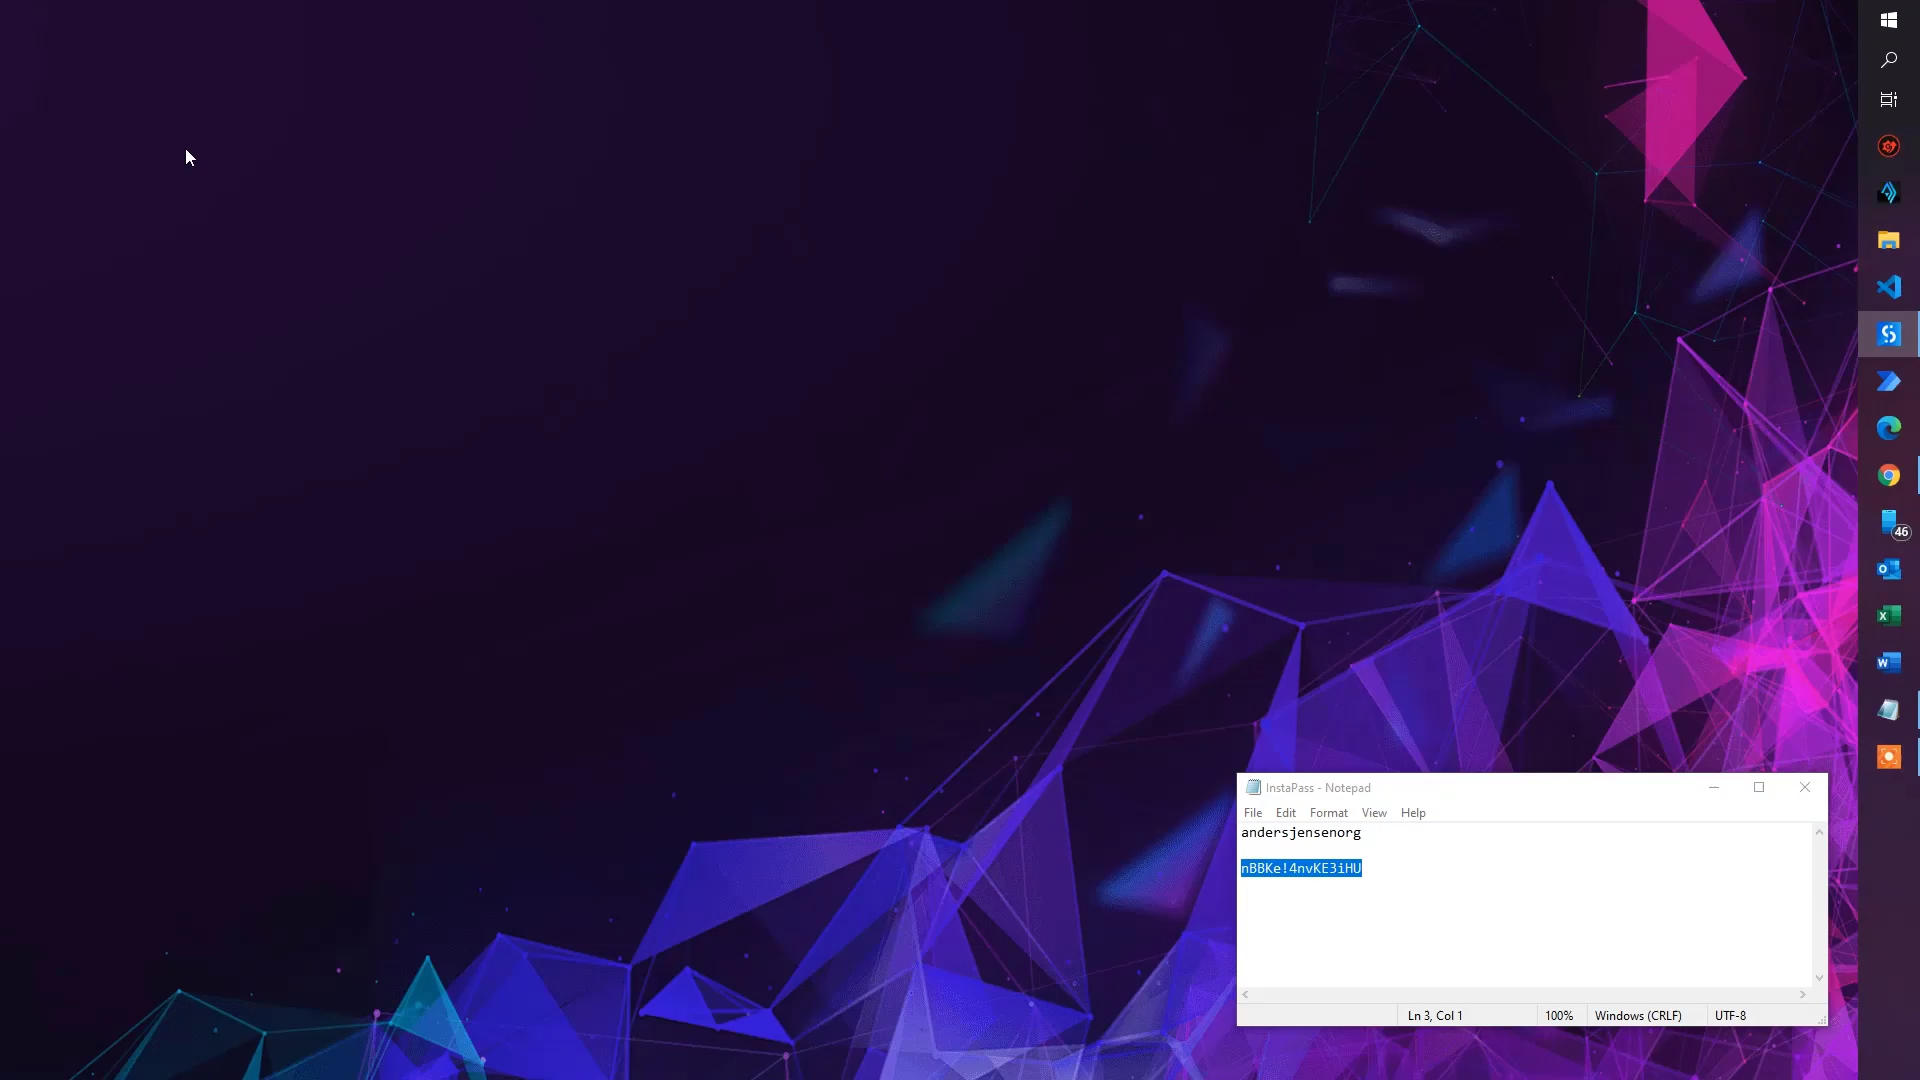 46
InstaPass - Notepad
File Edit Format View Help
andersjensenorg
nBBKe!4nvKE3iHU
Ln 3, Col 1 100% Windows (CRLF) UTF-8